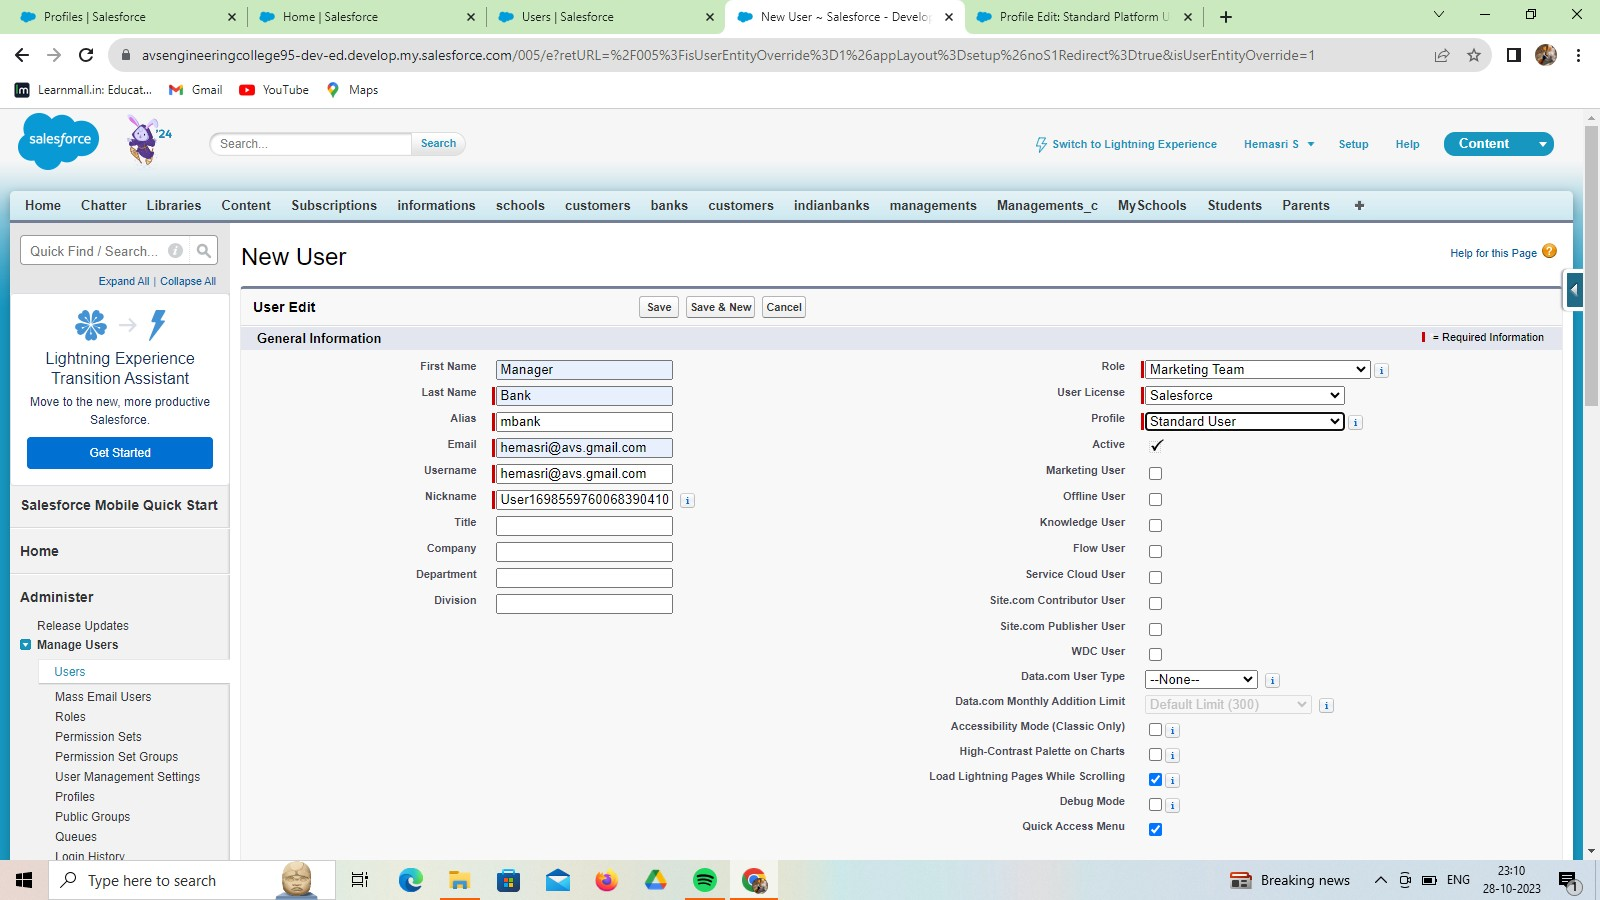 Profiles | Salesforce
Home | Salesforce
Users | Salesforce
New User ~ Salesforce - Develo
Profile Edit: Standard Platform U
avsengineeringcollege95-dev-ed.develop.my.salesforce.com/005/e?retURL=%2F005%3FisUserEntityOverride%3D1%26appLayout%3Dsetup%26noS1Redirect%3Dtrue&isUserEntityOverride=1
lm Learnmall.in: Educat... Gmail YouTube Maps
salesforce
'24
Search...
Search
Switch to Lightning Experience
Hemasri S
Setup
Help
Content
Home Chatter Libraries Content Subscriptions informations schools customers banks customers indianbanks managements Managements_c MySchools Students Parents +
Quick Find / Search...
Expand All | Collapse All
Lightning Experience
Transition Assistant
Move to the new, more productive
Salesforce.
Get Started
Salesforce Mobile Quick Start
Home
Administer
Release Updates
Manage Users
Users
Mass Email Users
Roles
Permission Sets
Permission Set Groups
User Management Settings
Profiles
Public Groups
Queues
Login History
New User
Help for this Page ?
User Edit
Save
Save & New
Cancel
General Information
= Required Information
First Name Manager
Last Name Bank
Alias mbank
Email hemasri@avs.gmail.com
Username hemasri@avs.gmail.com
Nickname User1698559760068390410 i
Title
Company
Department
Division
Role Marketing Team i
User License Salesforce
Profile Standard User i
Active
Marketing User
Offline User
Knowledge User
Flow User
Service Cloud User
Site.com Contributor User
Site.com Publisher User
WDC User
Data.com User Type --None-- i
Data.com Monthly Addition Limit Default Limit (300) i
Accessibility Mode (Classic Only) i
High-Contrast Palette on Charts i
Load Lightning Pages While Scrolling i
Debug Mode i
Quick Access Menu
Type here to search
Breaking news
ENG
23:10
28-10-2023
1